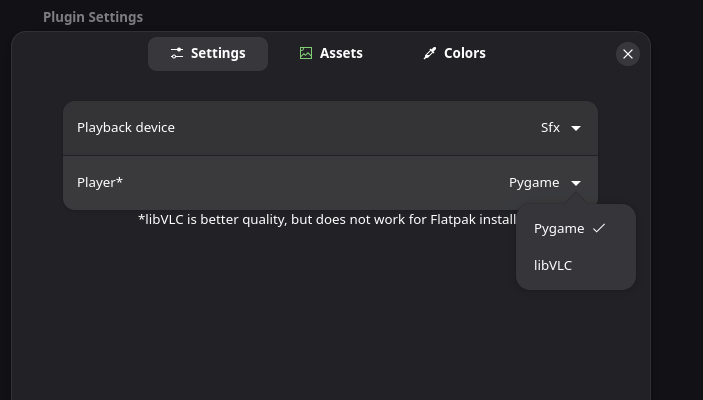 Plugin Settings
Settings
Assets
Colors
Playback device
Sfx
Player*
Pygame
*libVLC is better quality, but does not work for Flatpak install
Pygame
libVLC